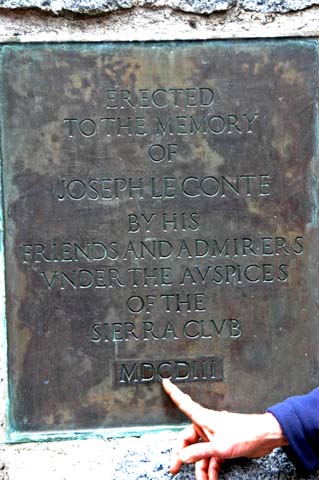 ERECTED
TO THE MEMORY
OF
JOSEPH LE CONTE
BY HIS
FRIENDS AND ADMIRERS
VNDER THE AVSPICES
OF THE
SIERRA CLVB
MDCDIII